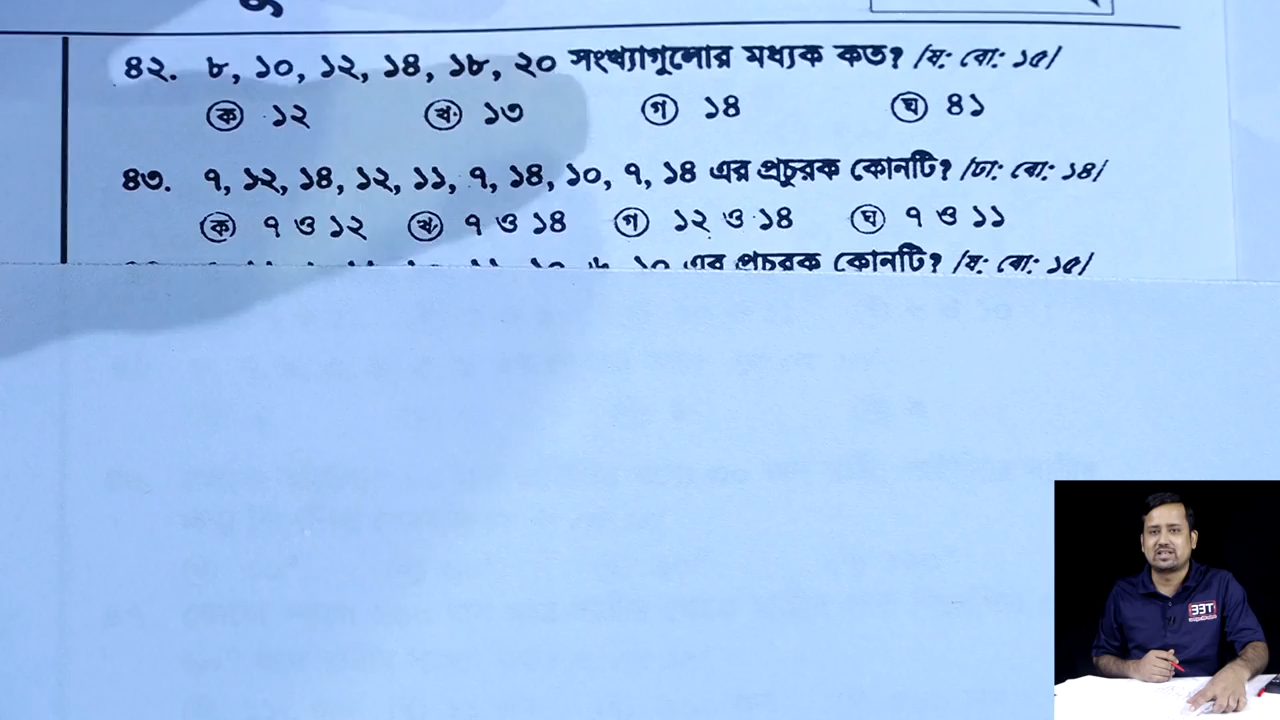 ৪২. ৮, ১০, ১২, ১৪, ১৮, ২০ সংখ্যাগুলোর মধ্যক কত? [য: বো: ১৫]
ক ১২ খ ১৩ গ ১৪ ঘ ৪১
৪৩. ৭, ১২, ১৪, ১২, ১১, ৭, ১৪, ১০, ৭, ১৪ এর প্রচুরক কোনটি? [ঢা: বো: ১৪]
ক ৭ ও ১২ খ ৭ ও ১৪ গ ১২ ও ১৪ ঘ ৭ ও ১১
১০ এর প্রচুরক কোনটি? [য: বো: ১৫]